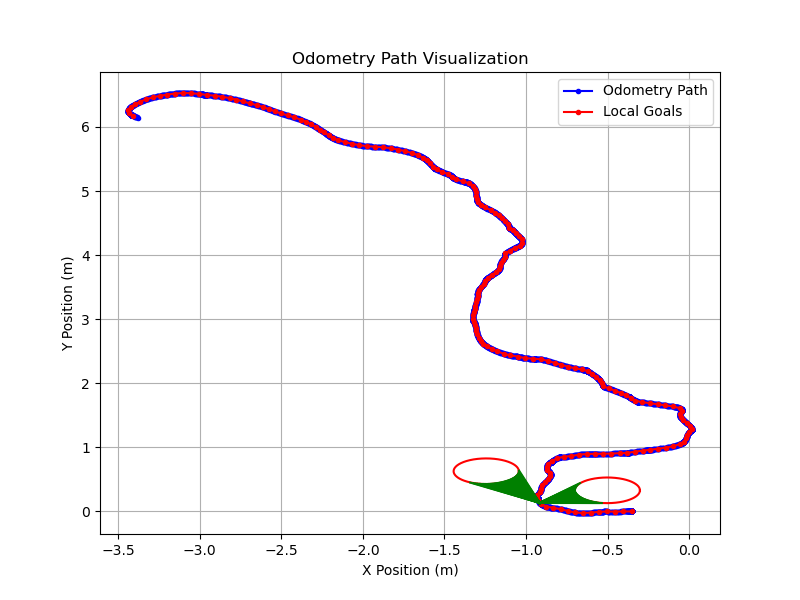 Odometry Path Visualization
Odometry Path
Local Goals
Y Position (m)
6
5
4
3
2
1
0
−3.5 −3.0 −2.5 −2.0 −1.5 −1.0 −0.5 0.0
X Position (m)